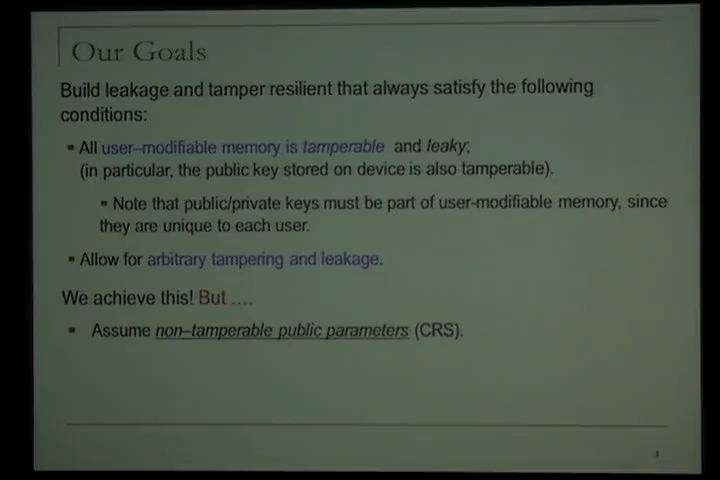 Our Goals
Build leakage and tamper resilient that always satisfy the following
conditions:
▪ All user–modifiable memory is tamperable and leaky;
(in particular, the public key stored on device is also tamperable).
▪ Note that public/private keys must be part of user-modifiable memory, since
they are unique to each user.
▪ Allow for arbitrary tampering and leakage.
We achieve this! But ....
▪ Assume non–tamperable public parameters (CRS).